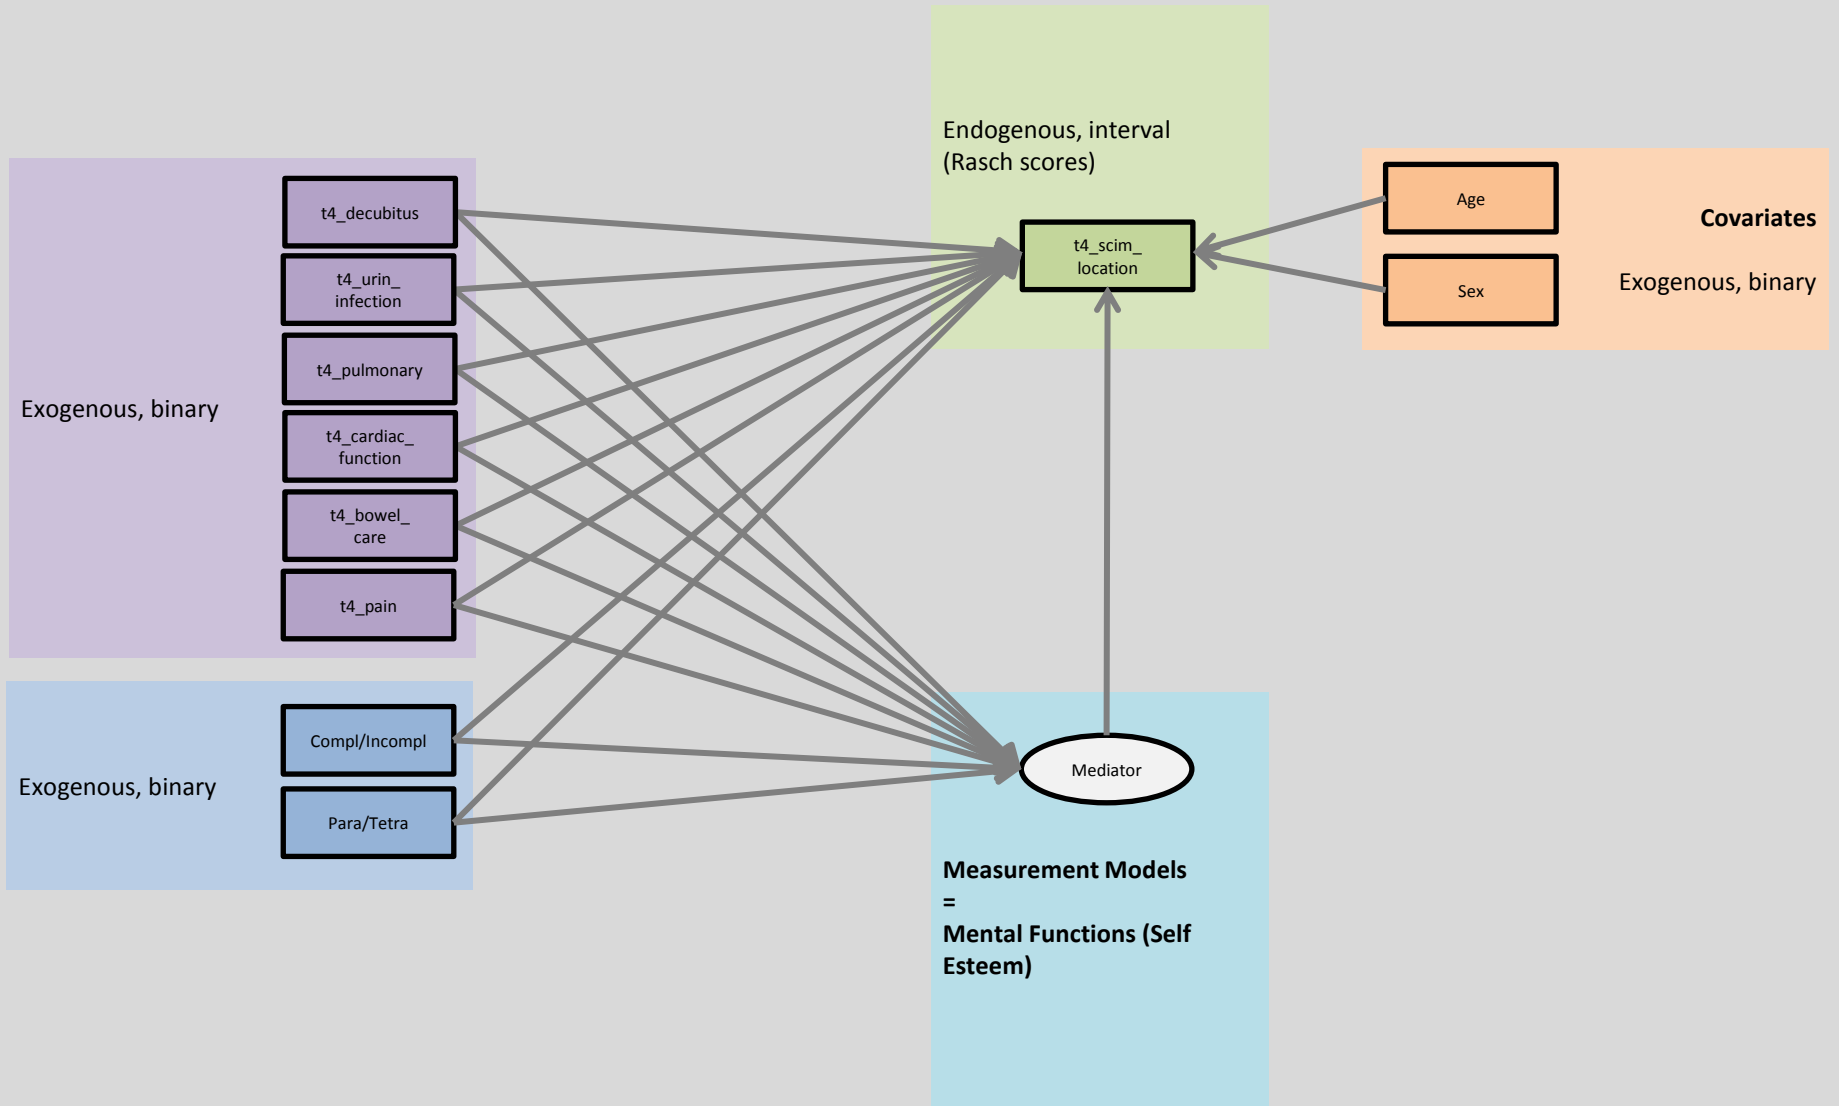 Exogenous, binary
t4_decubitus
t4_urin_
infection
t4_pulmonary
t4_cardiac_
function
t4_bowel_
care
t4_pain
Exogenous, binary
Compl/Incompl
Para/Tetra
Endogenous, interval
(Rasch scores)
t4_scim_
location
Mediator
Measurement Models
=
Mental Functions (Self
Esteem)
Age
Sex
Covariates
Exogenous, binary